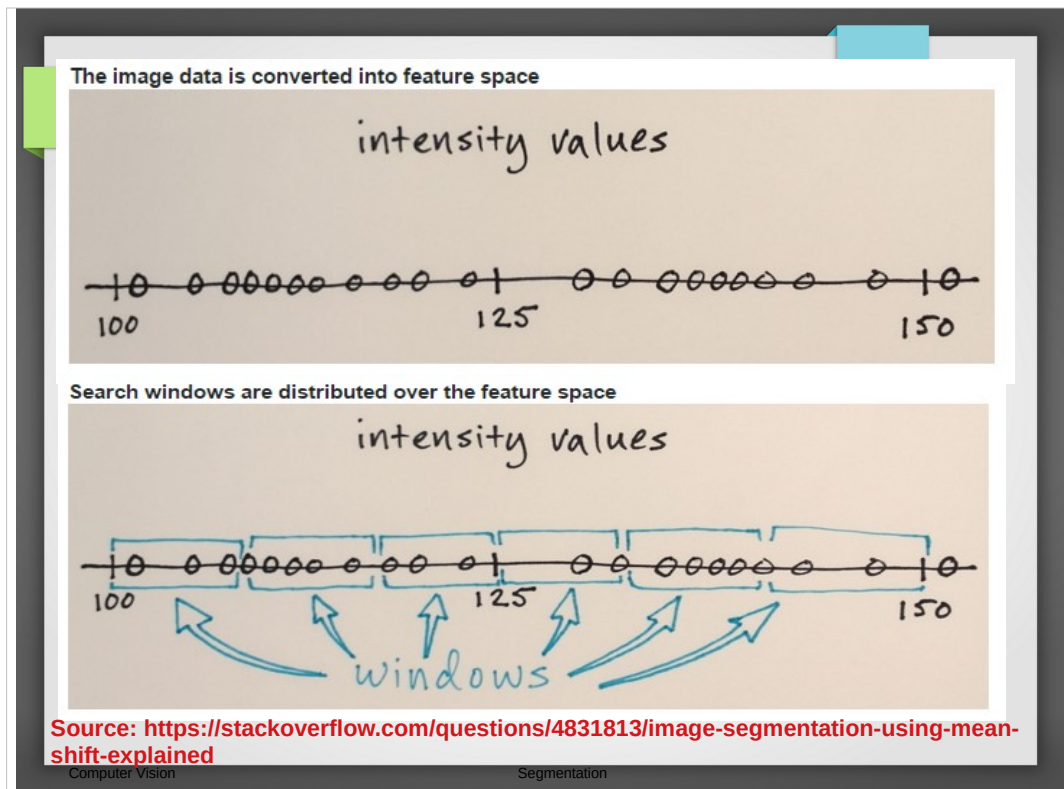 The image data is converted into feature space
intensity values
100
125
150
Search windows are distributed over the feature space
intensity values
100
125
150
windows
Source: https://stackoverflow.com/questions/4831813/image-segmentation-using-mean-
shift-explained
Computer Vision
Segmentation